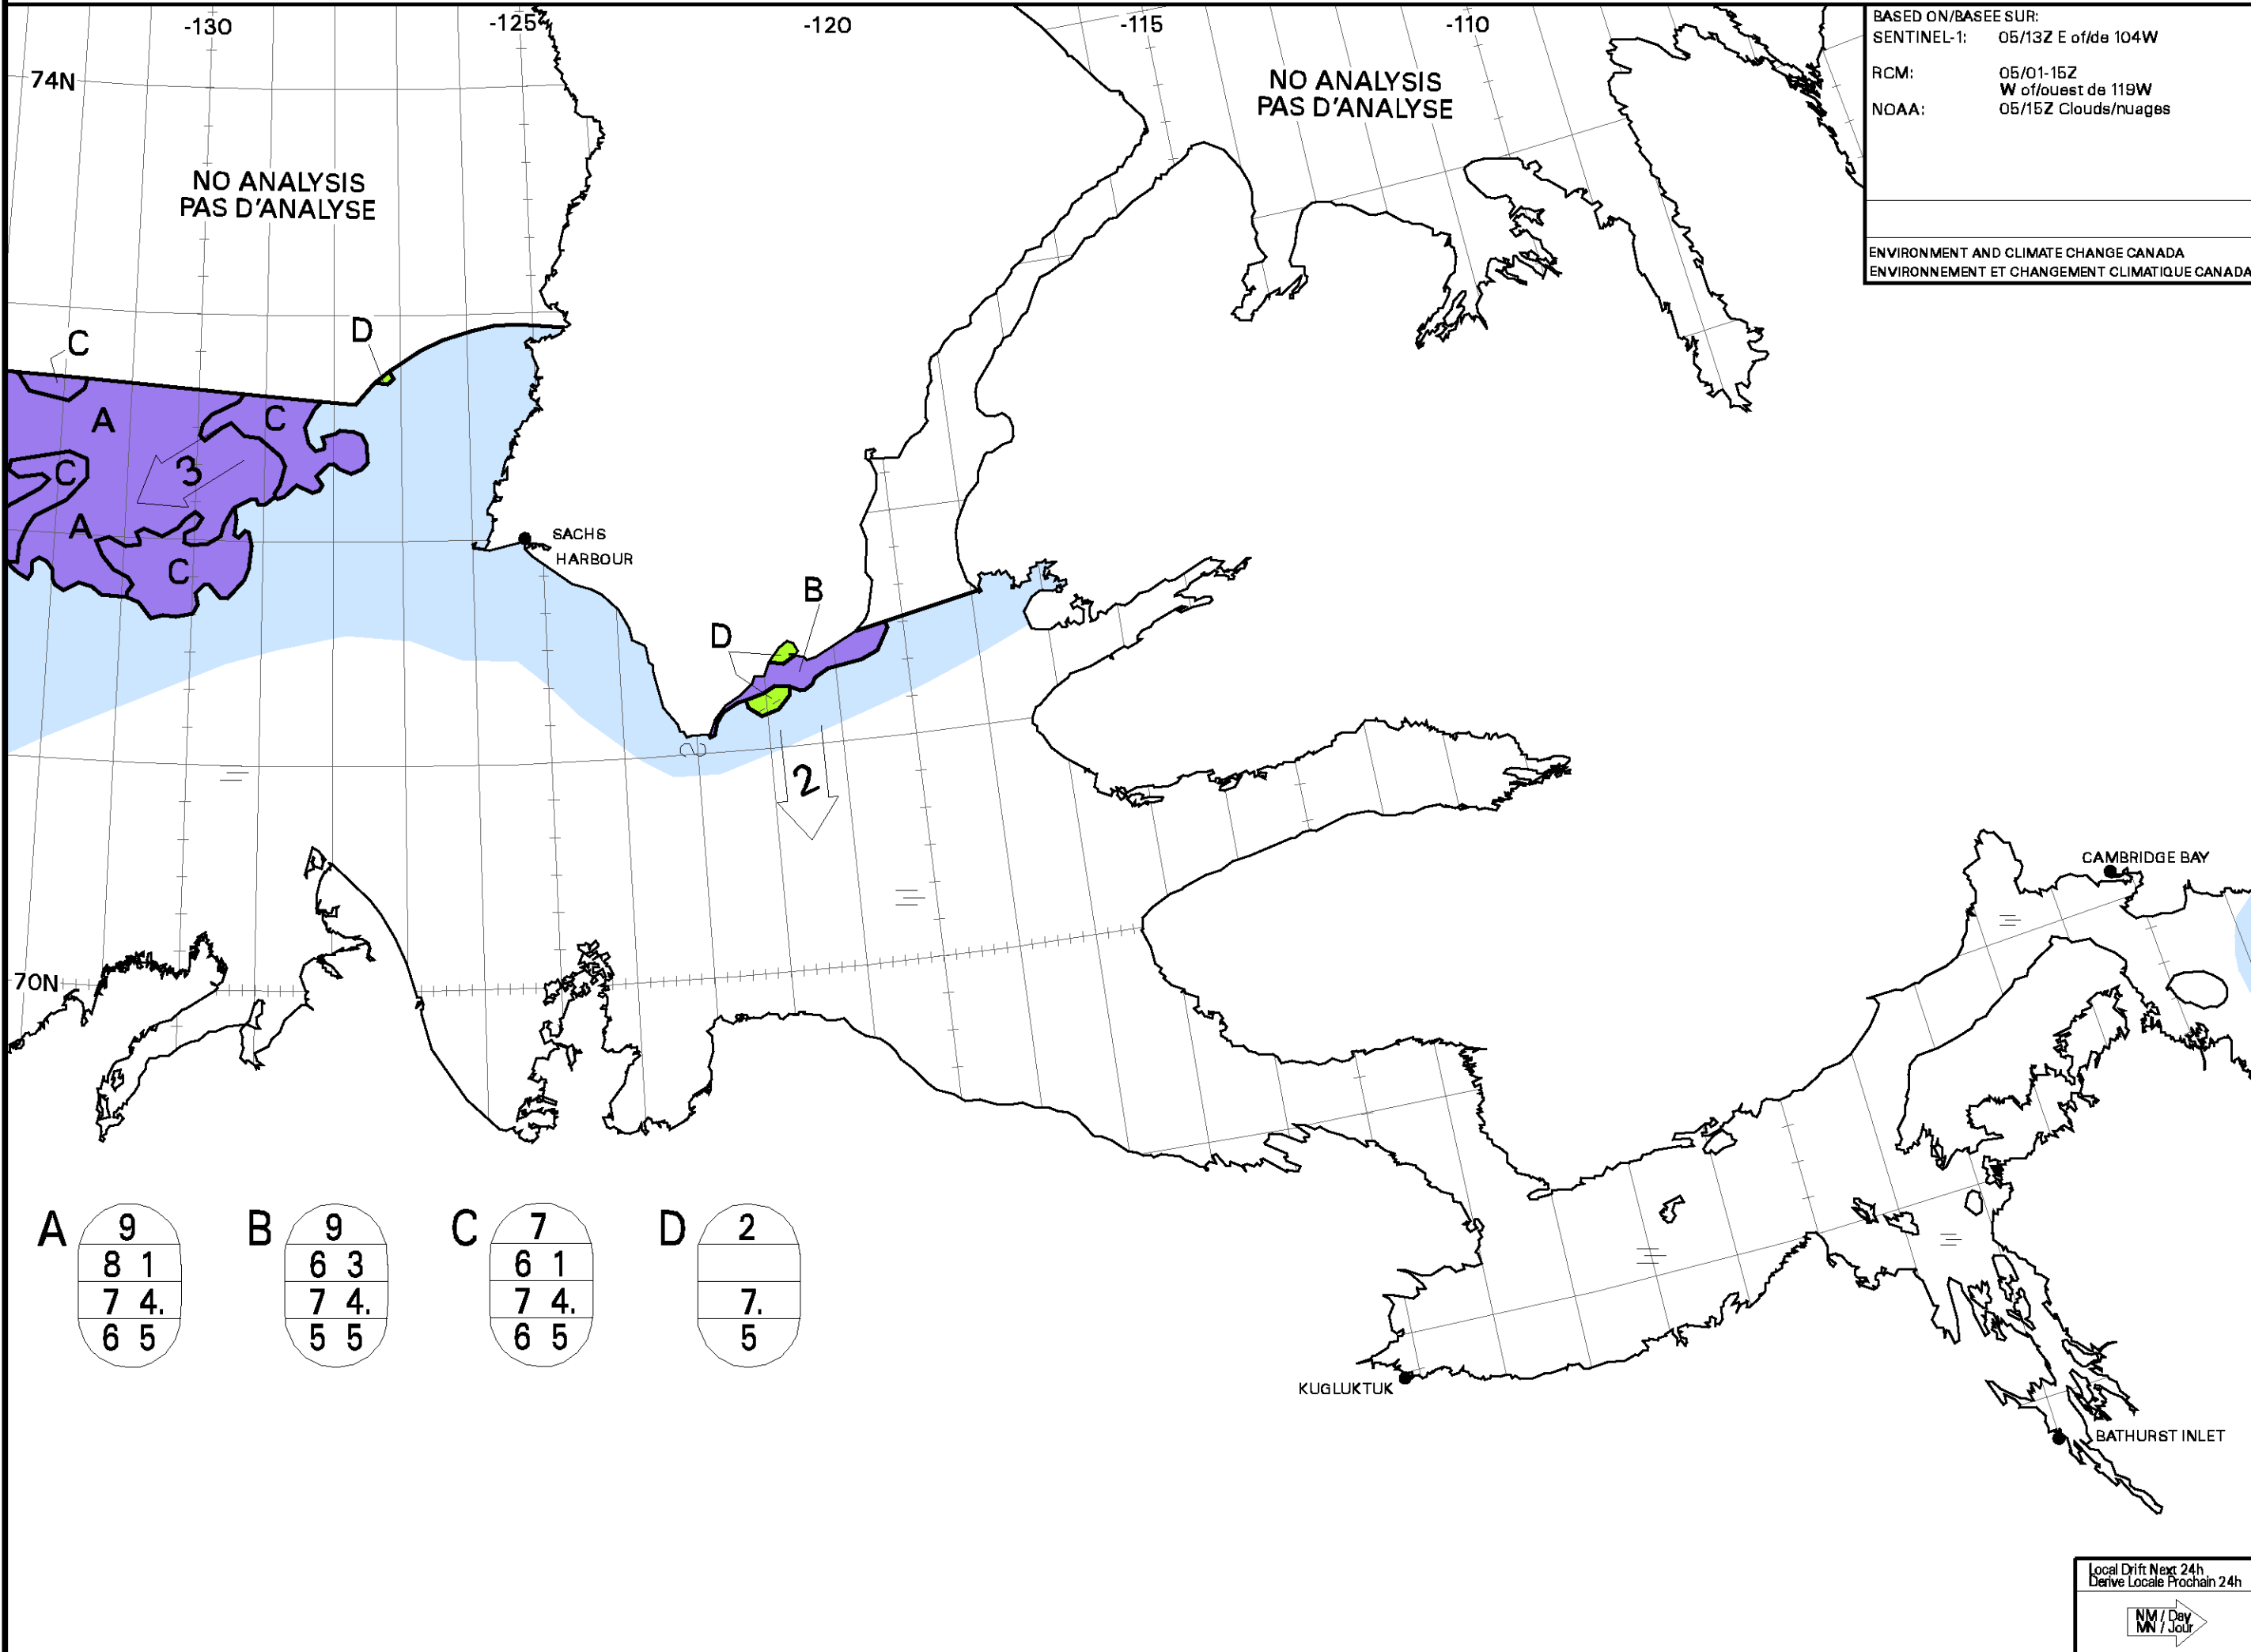 -130
-125
-120
-115
-110
74N
NO ANALYSIS
PAS D'ANALYSE
NO ANALYSIS
PAS D'ANALYSE
BASED ON/BASEE SUR:
SENTINEL-1: 05/13Z E of/de 104W
RCM: 05/01-15Z
W of/ouest de 119W
NOAA: 05/15Z Clouds/nuages
ENVIRONMENT AND CLIMATE CHANGE CANADA
ENVIRONNEMENT ET CHANGEMENT CLIMATIQUE CANADA
C
D
A
C
3
C
A
C
SACHS
HARBOUR
B
D
2
CAMBRIDGE BAY
70N
KUGLUKTUK
BATHURST INLET
A
9
8 1
7 4.
6 5
B
9
6 3
7 4.
5 5
C
7
6 1
7 4.
6 5
D
2
7.
5
Local Drift Next 24h
Derive Locale Prochain 24h
NM / Day
MN / Jour